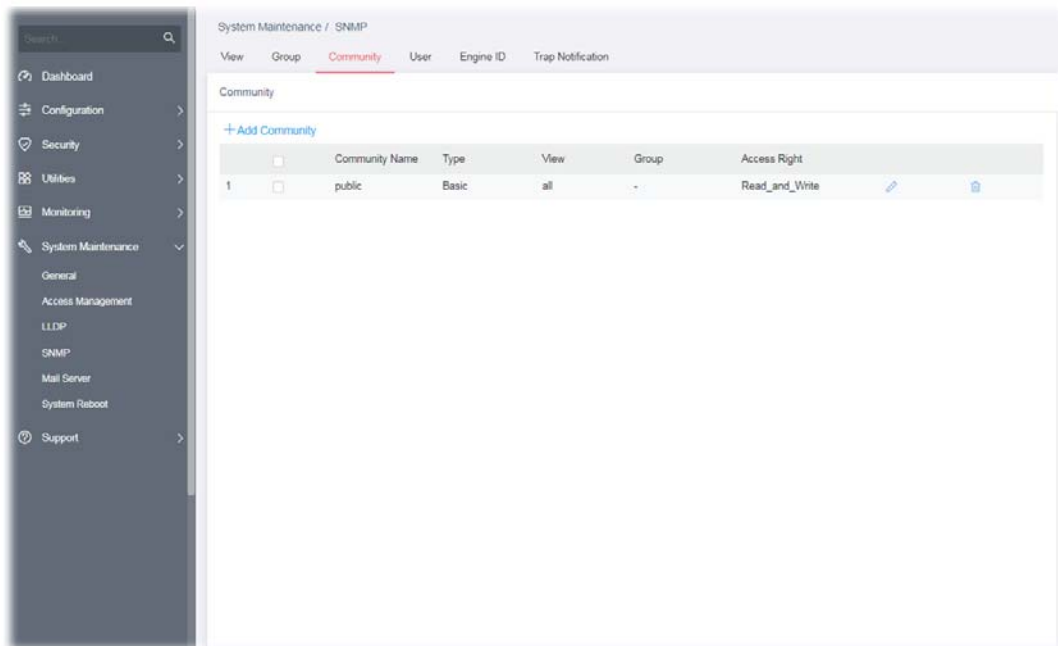 Search...
Dashboard
Configuration
Security
Utilities
Monitoring
System Maintenance
General
Access Management
LLDP
SNMP
Mail Server
System Reboot
Support
System Maintenance / SNMP
View Group Community User Engine ID Trap Notification
Community
+Add Community
Community Name Type View Group Access Right
1 public Basic all - Read_and_Write